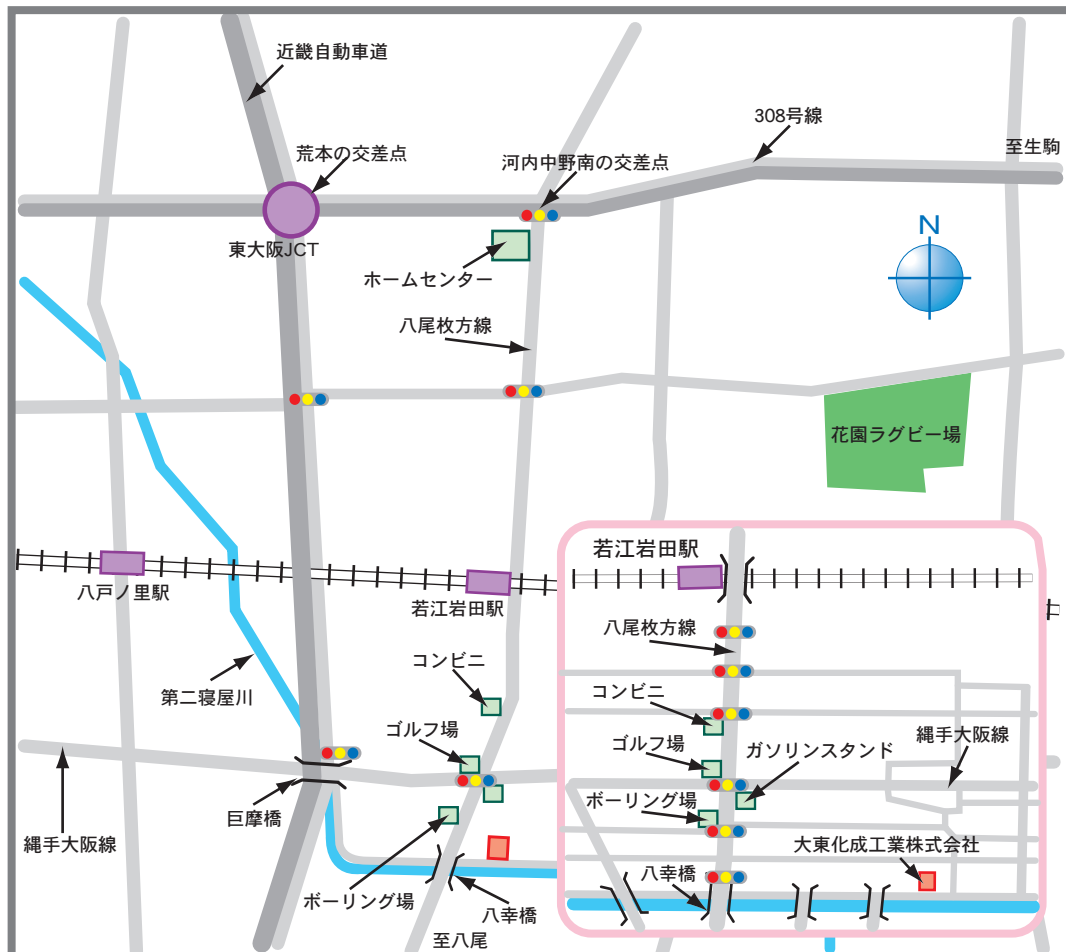 近畿自動車道
308号線
荒本の交差点
河内中野南の交差点
至生駒
N
東大阪JCT
ホームセンター
八尾枚方線
花園ラグビー場
八戸ノ里駅
若江岩田駅
第二寝屋川
コンビニ
ゴルフ場
巨摩橋
縄手大阪線
ボーリング場
八幸橋
至八尾
若江岩田駅
八尾枚方線
コンビニ
ゴルフ場
ガソリンスタンド
縄手大阪線
ボーリング場
大東化成工業株式会社
八幸橋